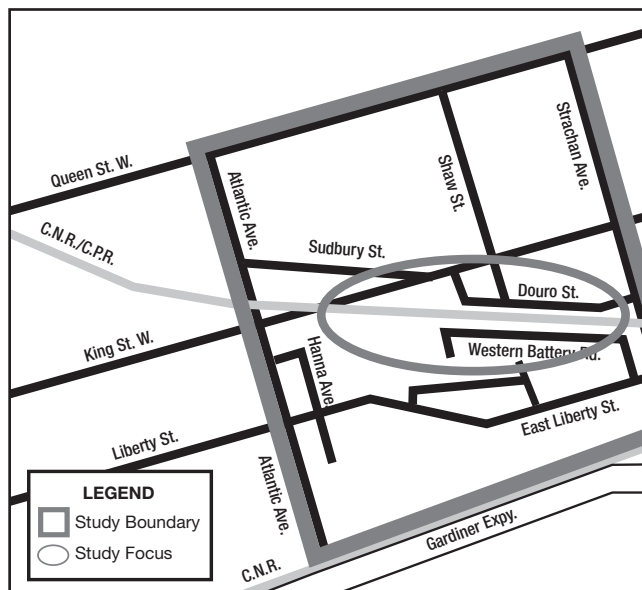 Queen St. W.
Atlantic Ave.
Shaw St.
Strachan Ave.
C.N.R./C.P.R.
Sudbury St.
Douro St.
King St. W.
Hanna Ave.
Western Battery Rd.
Liberty St.
East Liberty St.
Atlantic Ave.
LEGEND
Study Boundary
Study Focus
Gardiner Expy.
C.N.R.